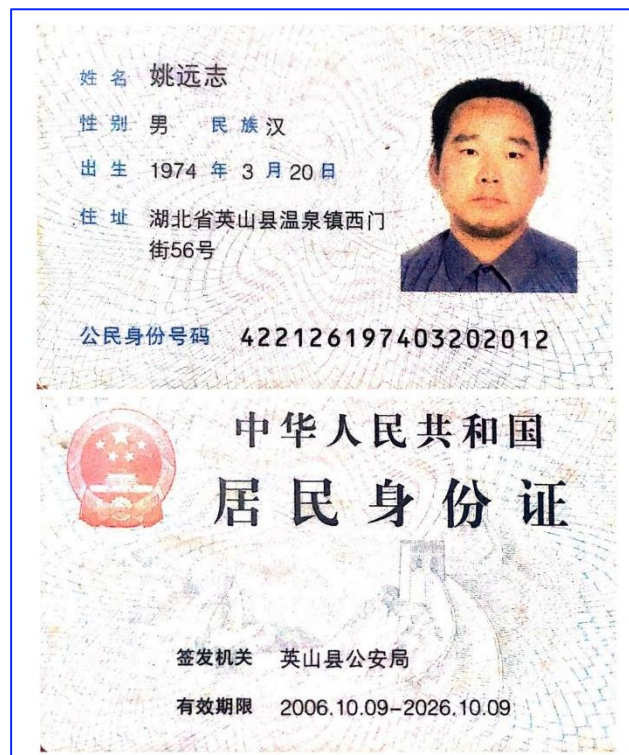 姓名 姚远志
性别 男 民族 汉
出生 1974 年 3 月 20 日
住址 湖北省英山县温泉镇西门
街56号
公民身份号码 422126197403202012
中华人民共和国
居民身份证
签发机关 英山县公安局
有效期限 2006.10.09-2026.10.09